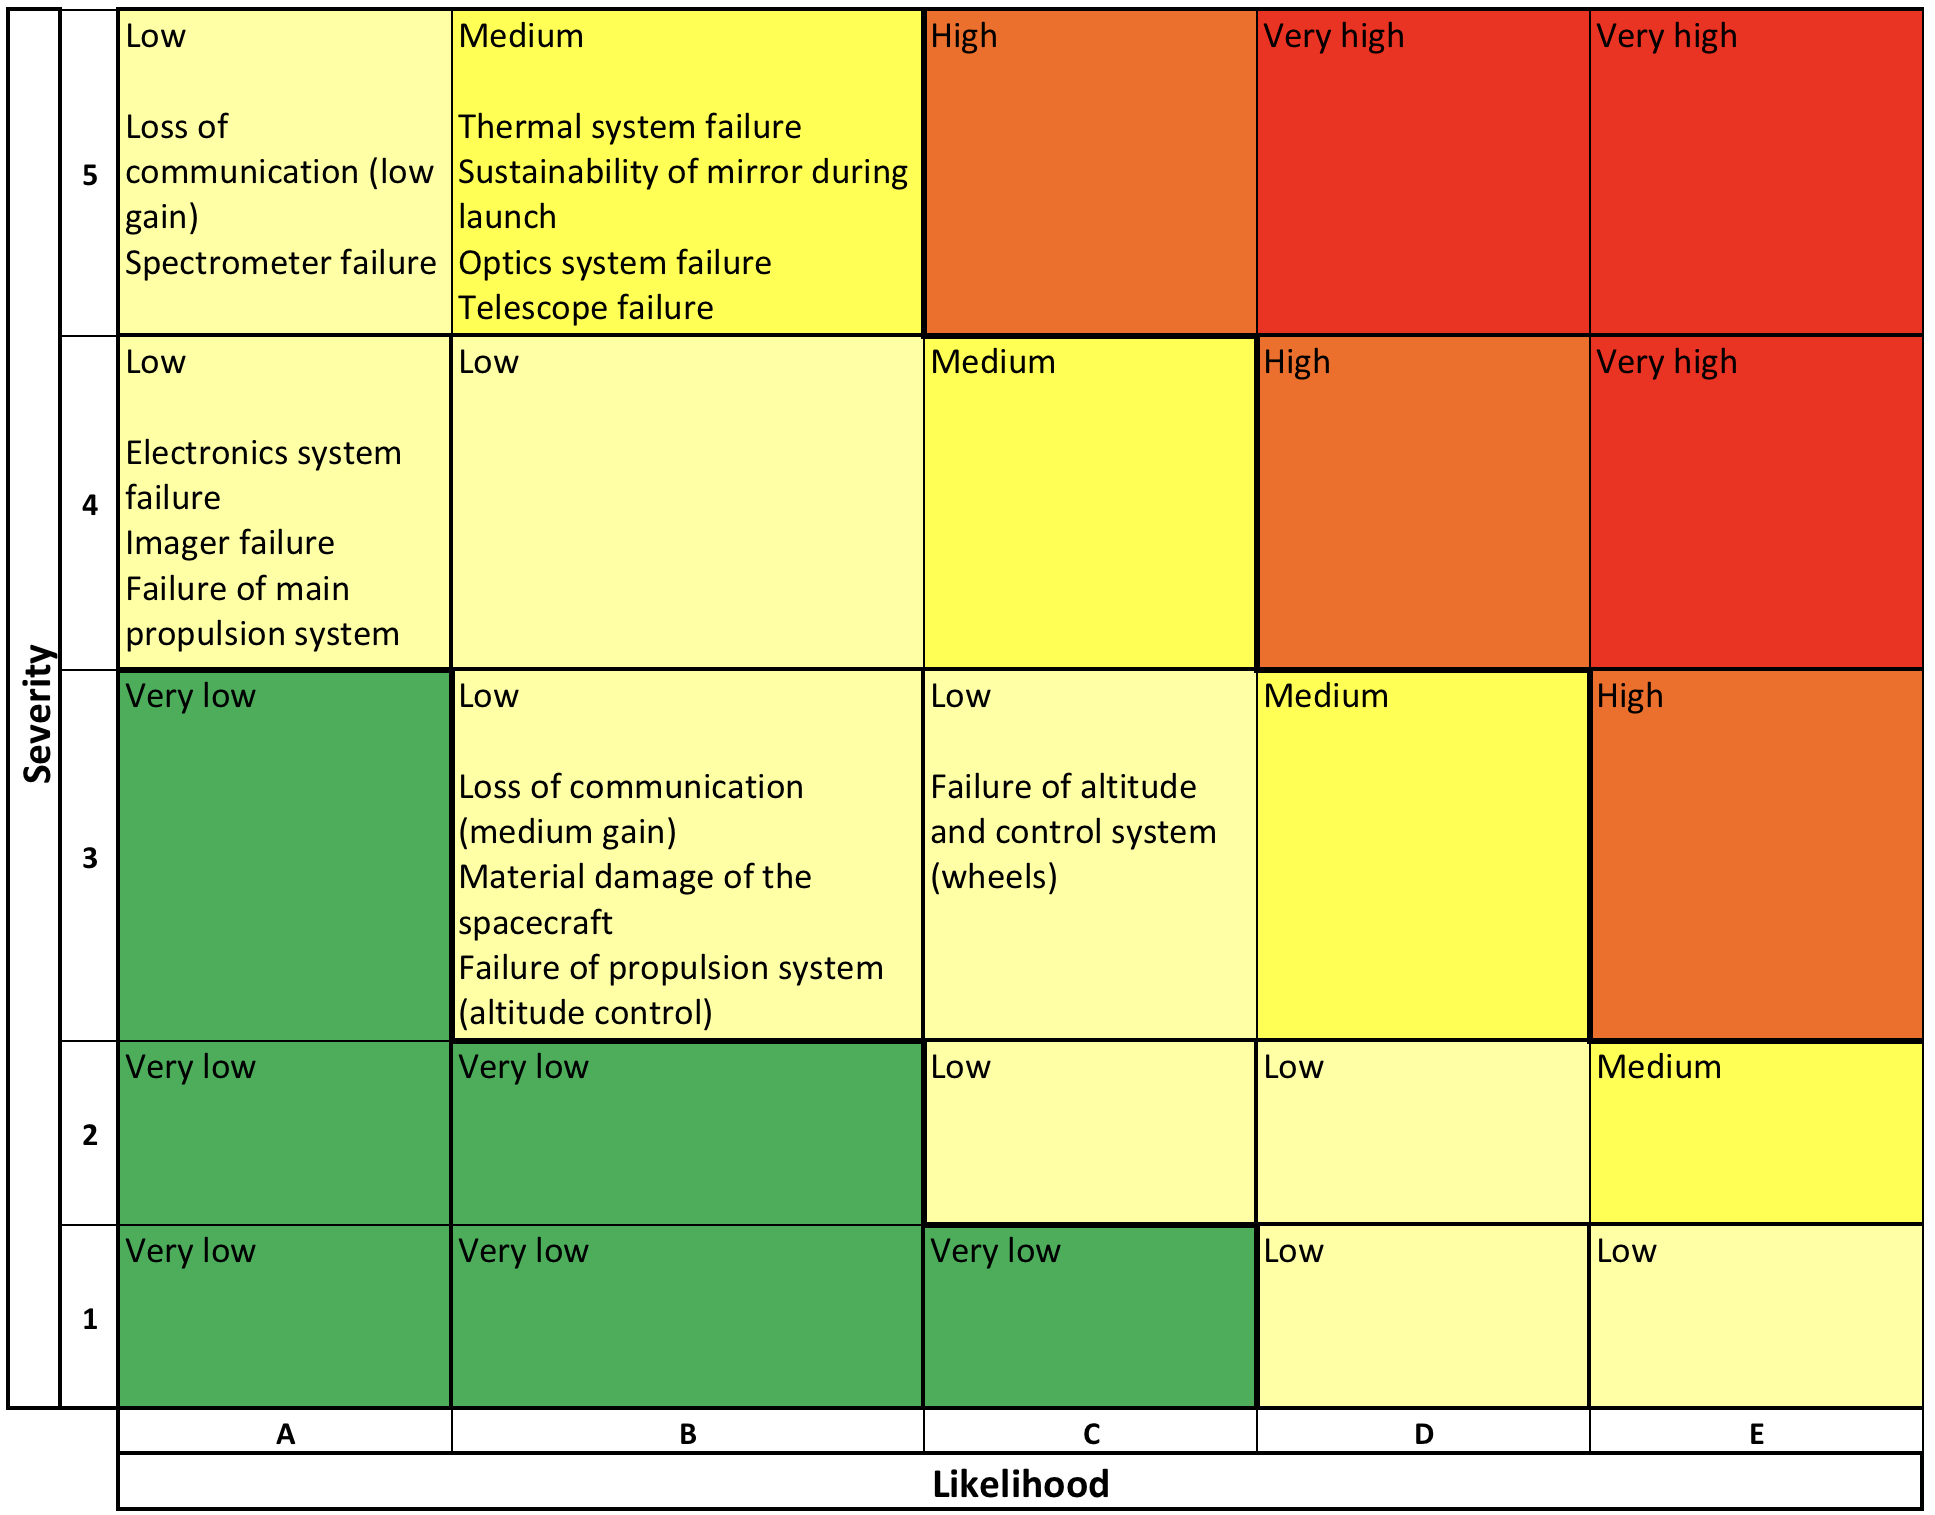 Severity
5
Low
Loss of
communication (low
gain)
Spectrometer failure
Medium
Thermal system failure
Sustainability of mirror during
launch
Optics system failure
Telescope failure
High
Very high
Very high
4
Low
Electronics system
failure
Imager failure
Failure of main
propulsion system
Low
Medium
High
Very high
3
Very low
Low
Loss of communication
(medium gain)
Material damage of the
spacecraft
Failure of propulsion system
(altitude control)
Low
Failure of altitude
and control system
(wheels)
Medium
High
2
Very low
Very low
Low
Low
Medium
1
Very low
Very low
Very low
Low
Low
A
B
C
D
E
Likelihood